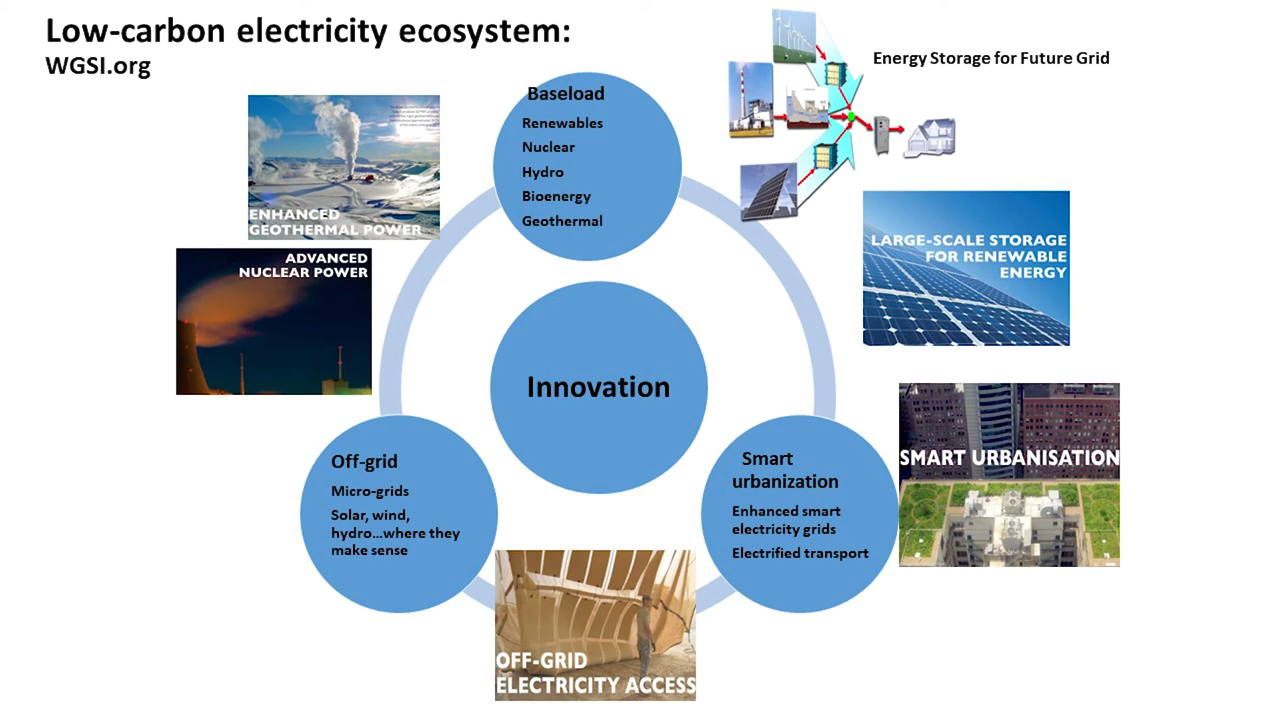 Low-carbon electricity ecosystem:
WGSI.org
Energy Storage for Future Grid
Baseload
Renewables
Nuclear
Hydro
Bioenergy
Geothermal
ENHANCED
GEOTHERMAL POWER
ADVANCED
NUCLEAR POWER
LARGE-SCALE STORAGE
FOR RENEWABLE
ENERGY
Innovation
Off-grid
Micro-grids
Solar, wind,
hydro...where they
make sense
Smart
urbanization
Enhanced smart
electricity grids
Electrified transport
SMART URBANISATION
OFF-GRID
ELECTRICITY ACCESS